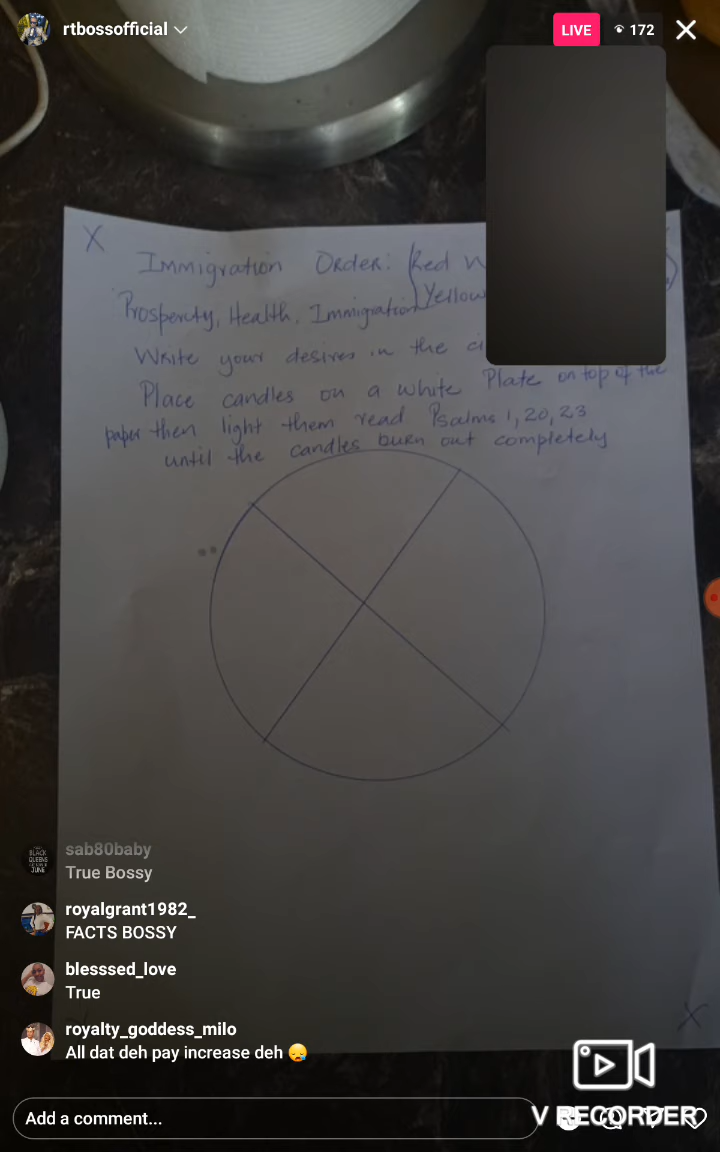 rtbossofficial
LIVE
172
X
Immigration Order: (Red
Yellow
Prosperity, Health, Immigration
Write your desires in the
Place candles on a white Plate on top of the
paper then light them read Psalms 1, 20, 23
until the candles burn out completely
sab80baby
True Bossy
royalgrant1982_
FACTS BOSSY
blesssed_love
True
royalty_goddess_milo
All dat deh pay increase deh 😪
X
Add a comment...
V RECORDER